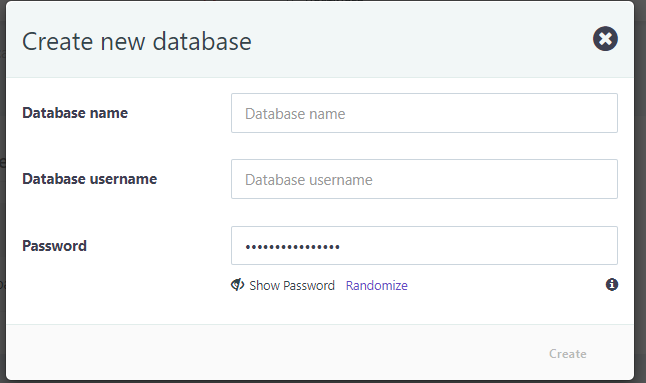 Create new database
Database name
Database name
Database username
Database username
Password
••••••••••••••••
Show Password Randomize
Create